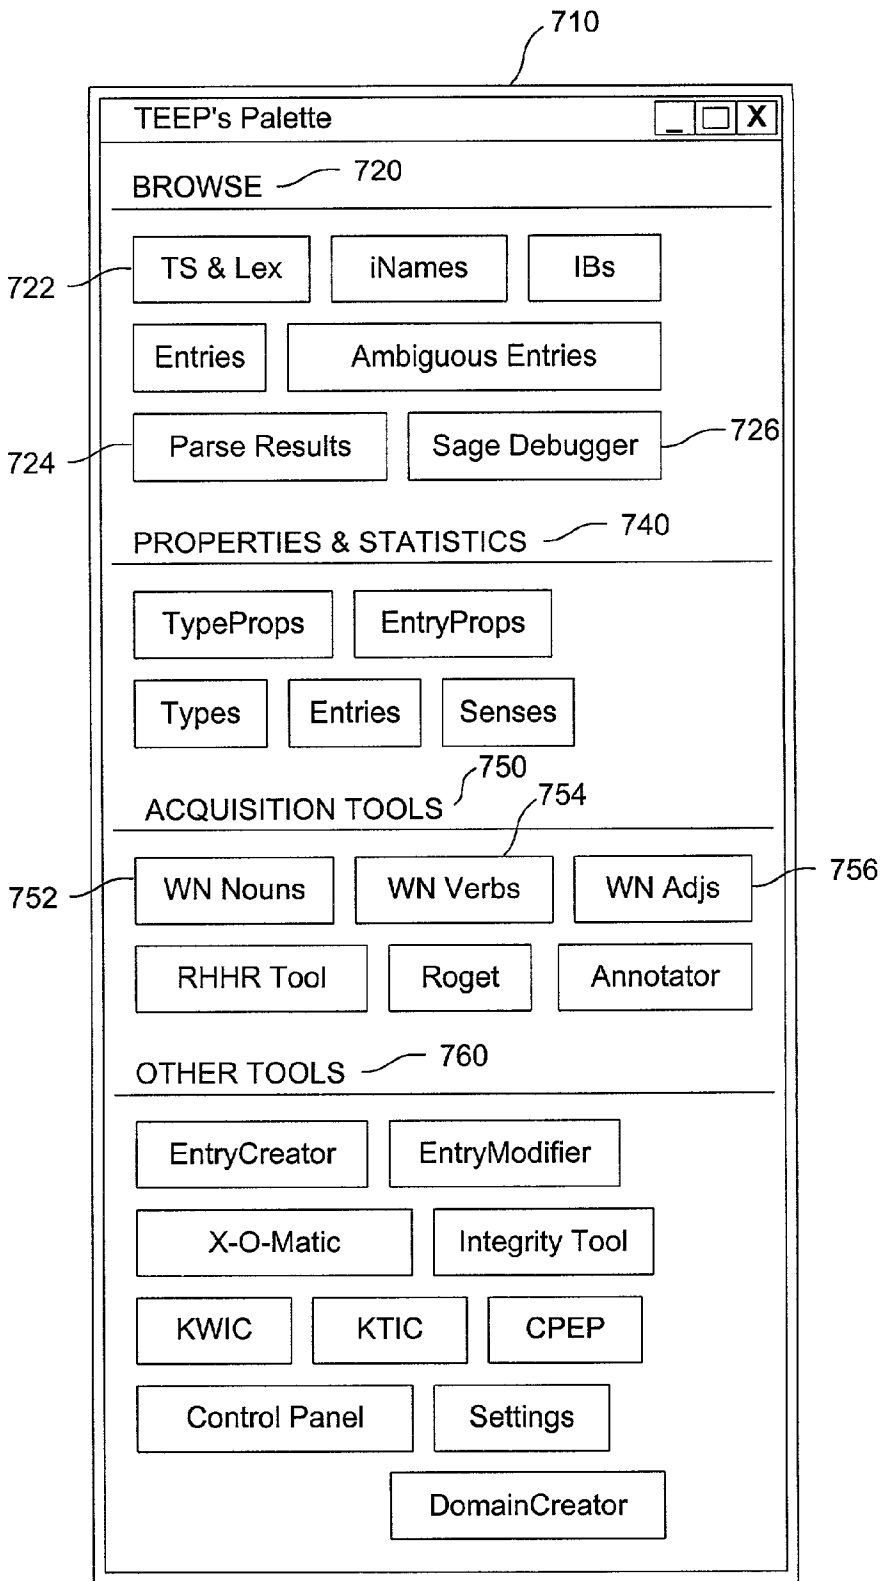 710
TEEP's Palette _ X
BROWSE 720
722 TS & Lex iNames IBs
Entries Ambiguous Entries
724 Parse Results Sage Debugger 726
PROPERTIES & STATISTICS 740
TypeProps EntryProps
Types Entries Senses
ACQUISITION TOOLS 750 754
752 WN Nouns WN Verbs WN Adjs 756
RHHR Tool Roget Annotator
OTHER TOOLS 760
EntryCreator EntryModifier
X-O-Matic Integrity Tool
KWIC KTIC CPEP
Control Panel Settings
DomainCreator